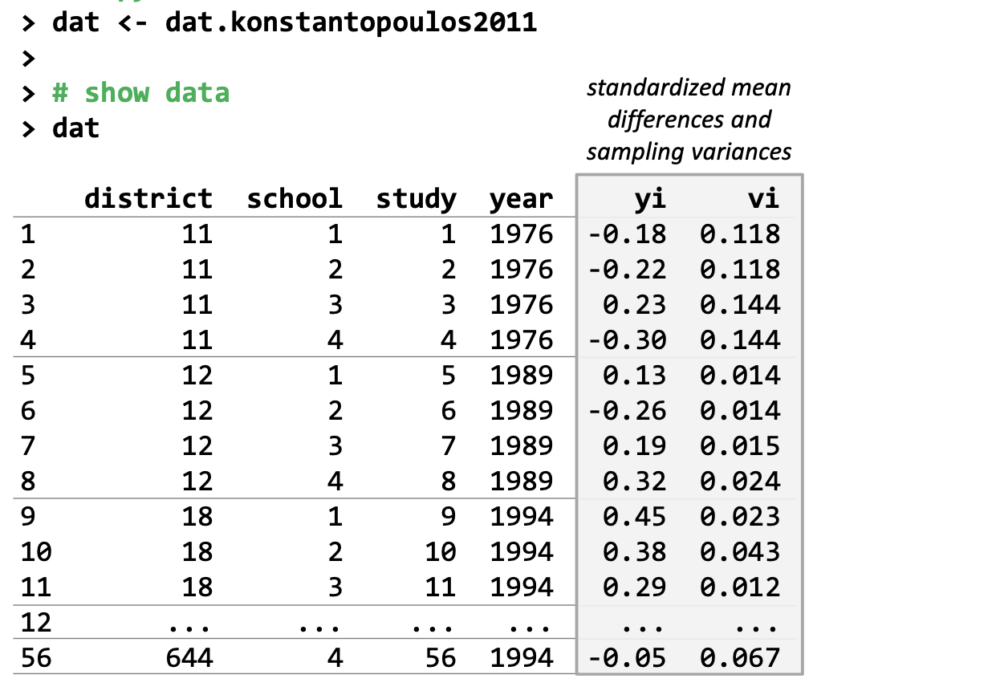 > dat <- dat.konstantopoulos2011
>
> # show data
> dat
standardized mean
differences and
sampling variances
district school study year yi vi
1 11 1 1 1976 -0.18 0.118
2 11 2 2 1976 -0.22 0.118
3 11 3 3 1976 0.23 0.144
4 11 4 4 1976 -0.30 0.144
5 12 1 5 1989 0.13 0.014
6 12 2 6 1989 -0.26 0.014
7 12 3 7 1989 0.19 0.015
8 12 4 8 1989 0.32 0.024
9 18 1 9 1994 0.45 0.023
10 18 2 10 1994 0.38 0.043
11 18 3 11 1994 0.29 0.012
12 ... ... ... ... ... ...
56 644 4 56 1994 -0.05 0.067